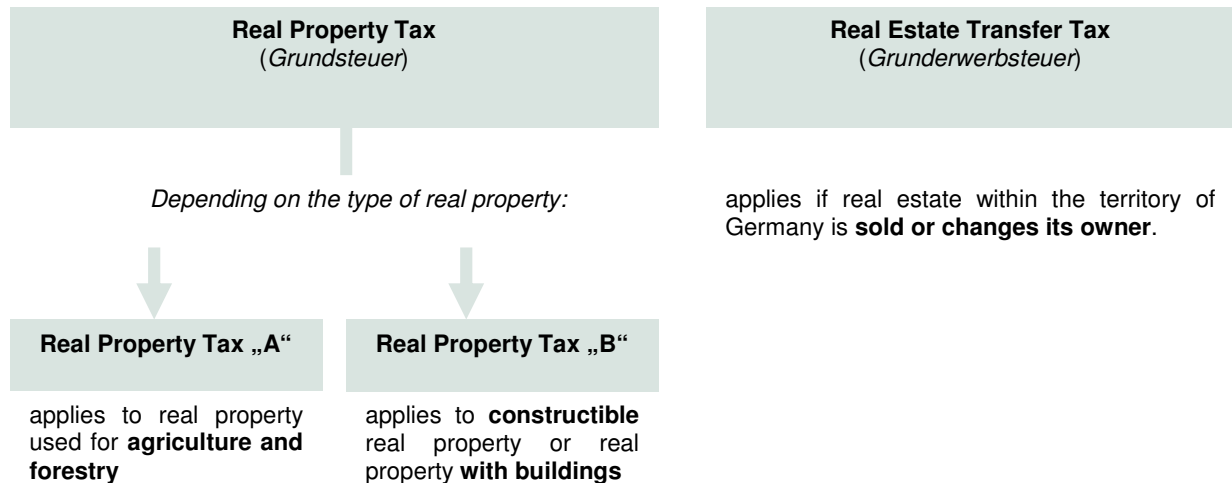 Real Property Tax
(Grundsteuer)
Real Estate Transfer Tax
(Grunderwerbsteuer)
Depending on the type of real property:
applies if real estate within the territory of
Germany is sold or changes its owner.
Real Property Tax „A“
applies to real property
used for agriculture and
forestry
Real Property Tax „B“
applies to constructible
real property or real
property with buildings